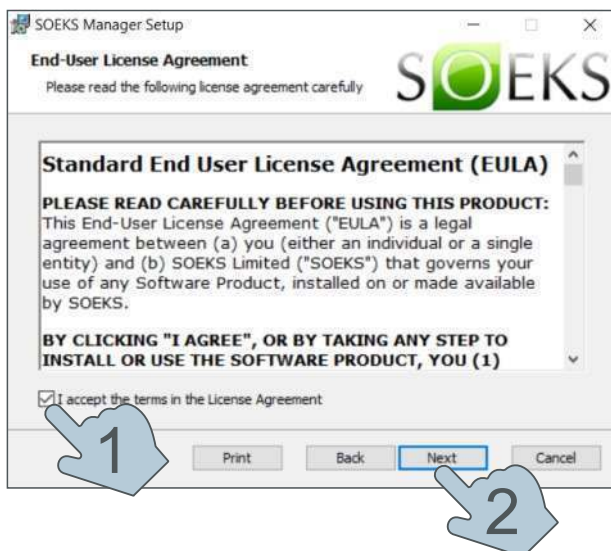 SOEKS Manager Setup
End-User License Agreement
Please read the following license agreement carefully
SOEKS
Standard End User License Agreement (EULA)
PLEASE READ CAREFULLY BEFORE USING THIS PRODUCT:
This End-User License Agreement ("EULA") is a legal
agreement between (a) you (either an individual or a single
entity) and (b) SOEKS Limited ("SOEKS") that governs your
use of any Software Product, installed on or made available
by SOEKS.
BY CLICKING "I AGREE", OR BY TAKING ANY STEP TO
INSTALL OR USE THE SOFTWARE PRODUCT, YOU (1)
I accept the terms in the License Agreement
1
Print Back Next Cancel
2